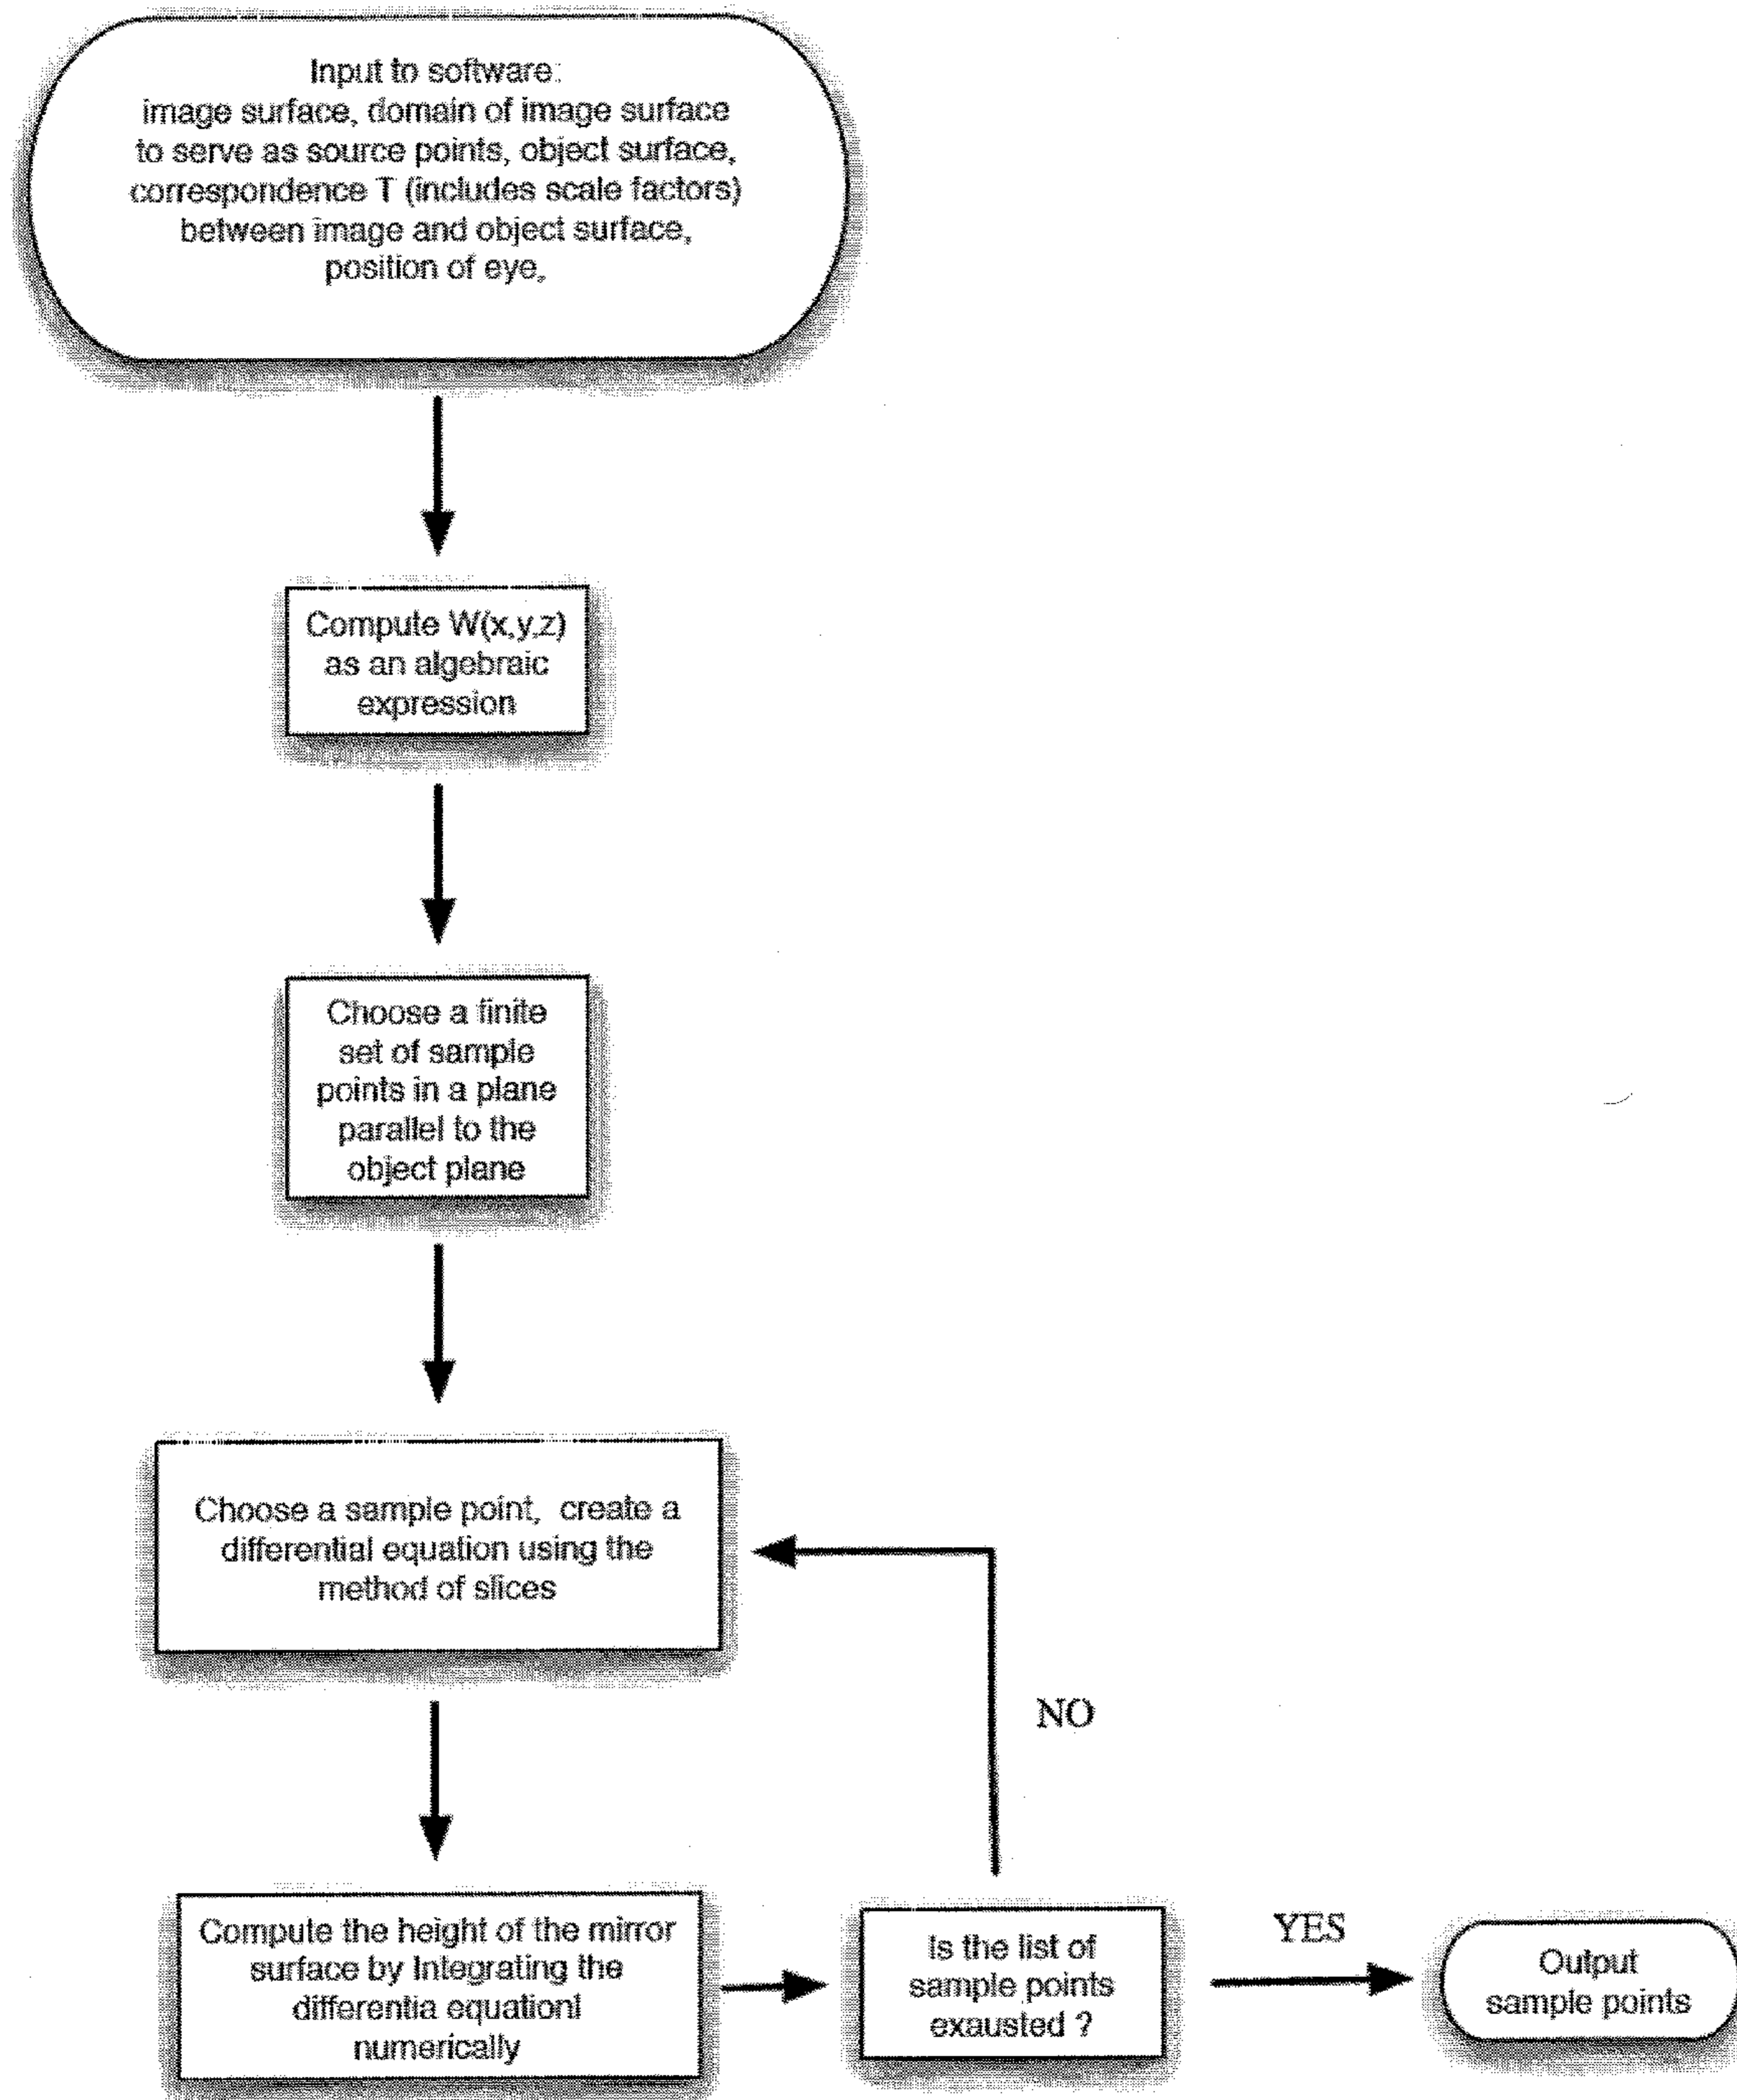 Input to software:
image surface, domain of image surface
to serve as source points, object surface,
correspondence T (includes scale factors)
between image and object surface,
position of eye,
Compute W(x,y,z)
as an algebraic
expression
Choose a finite
set of sample
points in a plane
parallel to the
object plane
Choose a sample point, create a
differential equation using the
method of slices
NO
Compute the height of the mirror
surface by Integrating the
differentia equationl
numerically
Is the list of
sample points
exausted ?
YES
Output
sample points